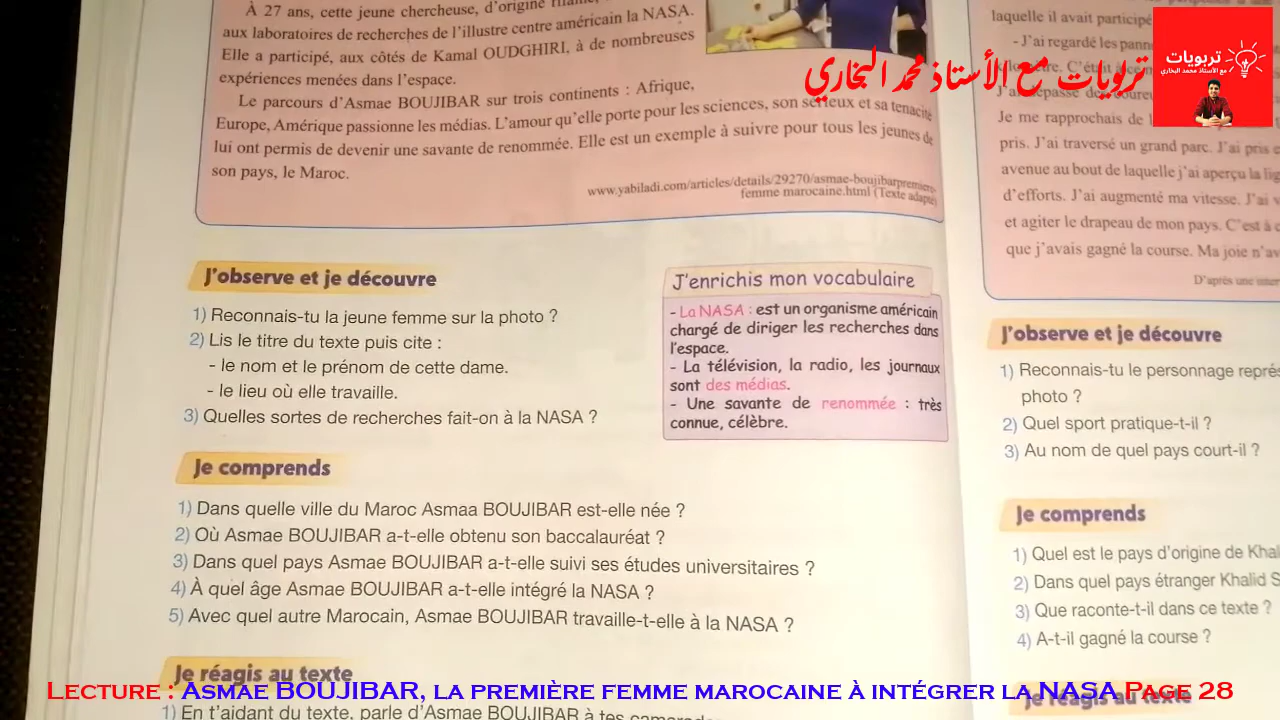 À 27 ans, cette jeune chercheuse, d'origine
aux laboratoires de recherches de l'illustre centre américain la NASA.
Elle a participé, aux côtés de Kamal OUDGHIRI, à de nombreuses
expériences menées dans l'espace.
Le parcours d'Asmae BOUJIBAR sur trois continents : Afrique,
Europe, Amérique passionne les médias. L'amour qu'elle porte pour les sciences, son sérieux et sa tenacité
lui ont permis de devenir une savante de renommée. Elle est un exemple à suivre pour tous les jeunes de
son pays, le Maroc.
www.yabiladi.com/articles/details/29270/asmae-boujibarpremiere-
femme marocaine.html (Texte adapté)
J'observe et je découvre
1) Reconnais-tu la jeune femme sur la photo ?
2) Lis le titre du texte puis cite :
- le nom et le prénom de cette dame.
- le lieu où elle travaille.
3) Quelles sortes de recherches fait-on à la NASA ?
J'enrichis mon vocabulaire
- La NASA : est un organisme américain
chargé de diriger les recherches dans
l'espace.
- La télévision, la radio, les journaux
sont des médias.
- Une savante de renommée : très
connue, célèbre.
Je comprends
1) Dans quelle ville du Maroc Asmaa BOUJIBAR est-elle née ?
2) Où Asmae BOUJIBAR a-t-elle obtenu son baccalauréat ?
3) Dans quel pays Asmae BOUJIBAR a-t-elle suivi ses études universitaires ?
4) À quel âge Asmae BOUJIBAR a-t-elle intégré la NASA ?
5) Avec quel autre Marocain, Asmae BOUJIBAR travaille-t-elle à la NASA ?
Je réagis au texte
1) En t'aidant du texte, parle d'Asmae BOUJIBAR à tes
laquelle il avait participé
- J'ai regardé les
Je me rapprochais de
pris. J'ai traversé un grand parc. J'ai pris
avenue au bout de laquelle j'ai aperçu la
d'efforts. J'ai augmenté ma vitesse. J'ai
et agiter le drapeau de mon pays. C'est à
que j'avais gagné la course. Ma joie
D'après une
J'observe et je découvre
1) Reconnais-tu le personnage
photo ?
2) Quel sport pratique-t-il ?
3) Au nom de quel pays court-il ?
Je comprends
1) Quel est le pays d'origine de
2) Dans quel pays étranger Khalid
3) Que raconte-t-il dans ce texte ?
4) A-t-il gagné la course ?
Je réagis au texte
تربويات مع الأستاذ محمد البخاري
تربويات
مع الأستاذ محمد البخاري
Lecture : Asmae BOUJIBAR, la première femme marocaine à intégrer la NASA Page 28